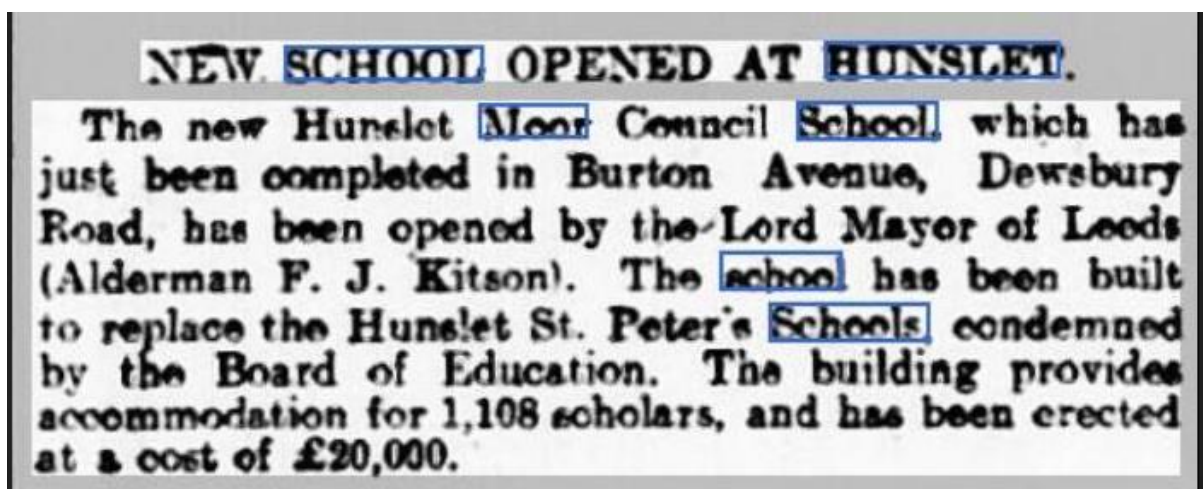 NEW SCHOOL OPENED AT HUNSLET.
The new Hunslet Moor Council School, which has
just been completed in Burton Avenue, Dewsbury
Road, has been opened by the Lord Mayor of Leeds
(Alderman F. J. Kitson). The school has been built
to replace the Hunslet St. Peter's Schools, condemned
by the Board of Education. The building provides
accommodation for 1,108 scholars, and has been erected
at a cost of £20,000.